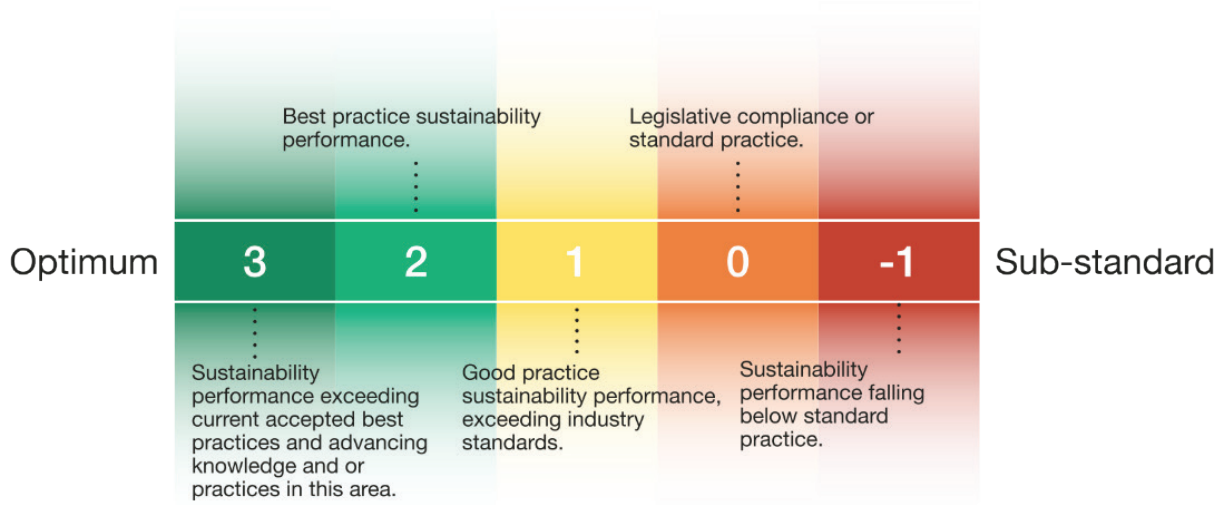 Best practice sustainability
performance.
Legislative compliance or
standard practice.
Optimum
3
2
1
0
-1
Sub-standard
Sustainability
performance exceeding
current accepted best
practices and advancing
knowledge and or
practices in this area.
Good practice
sustainability performance,
exceeding industry
standards.
Sustainability
performance falling
below standard
practice.